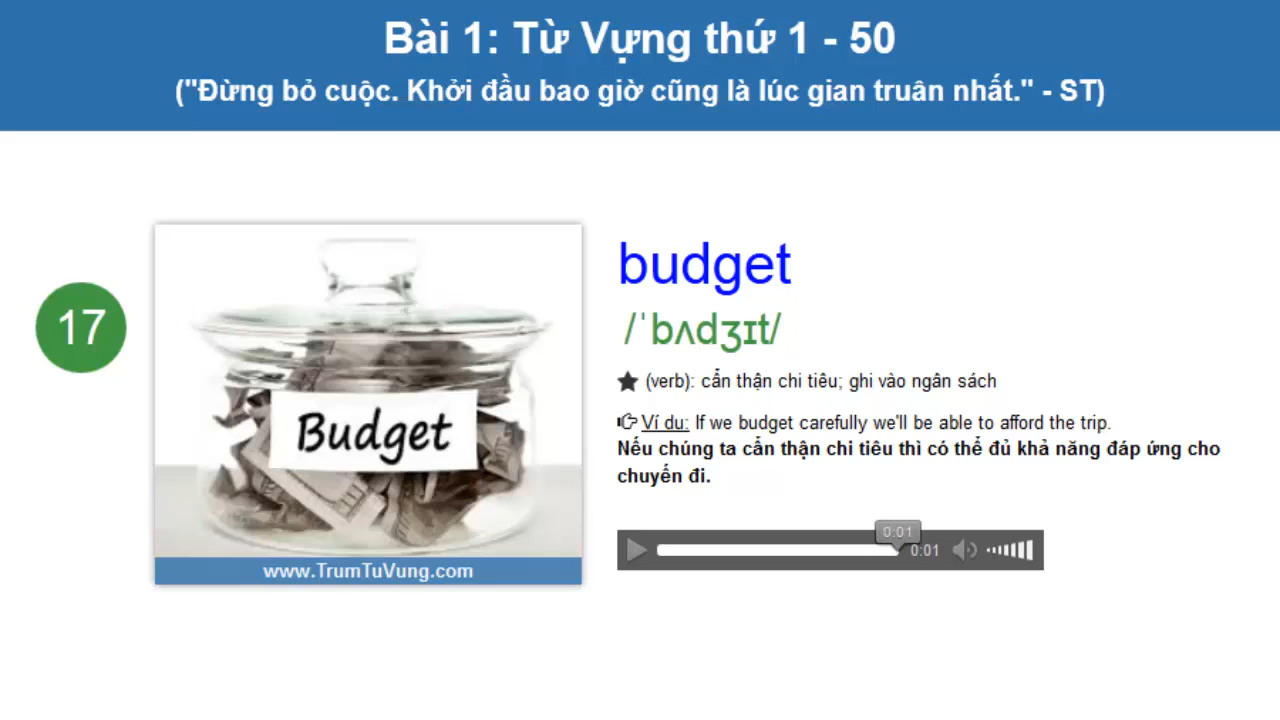 Bài 1: Từ Vựng thứ 1 - 50
("Đừng bỏ cuộc. Khởi đầu bao giờ cũng là lúc gian truân nhất." - ST)
17
Budget
www.TrumTuVung.com
budget
/ˈbʌdʒɪt/
(verb): cẩn thận chi tiêu; ghi vào ngân sách
Ví dụ: If we budget carefully we'll be able to afford the trip.
Nếu chúng ta cẩn thận chi tiêu thì có thể đủ khả năng đáp ứng cho
chuyến đi.
0:01
0:01